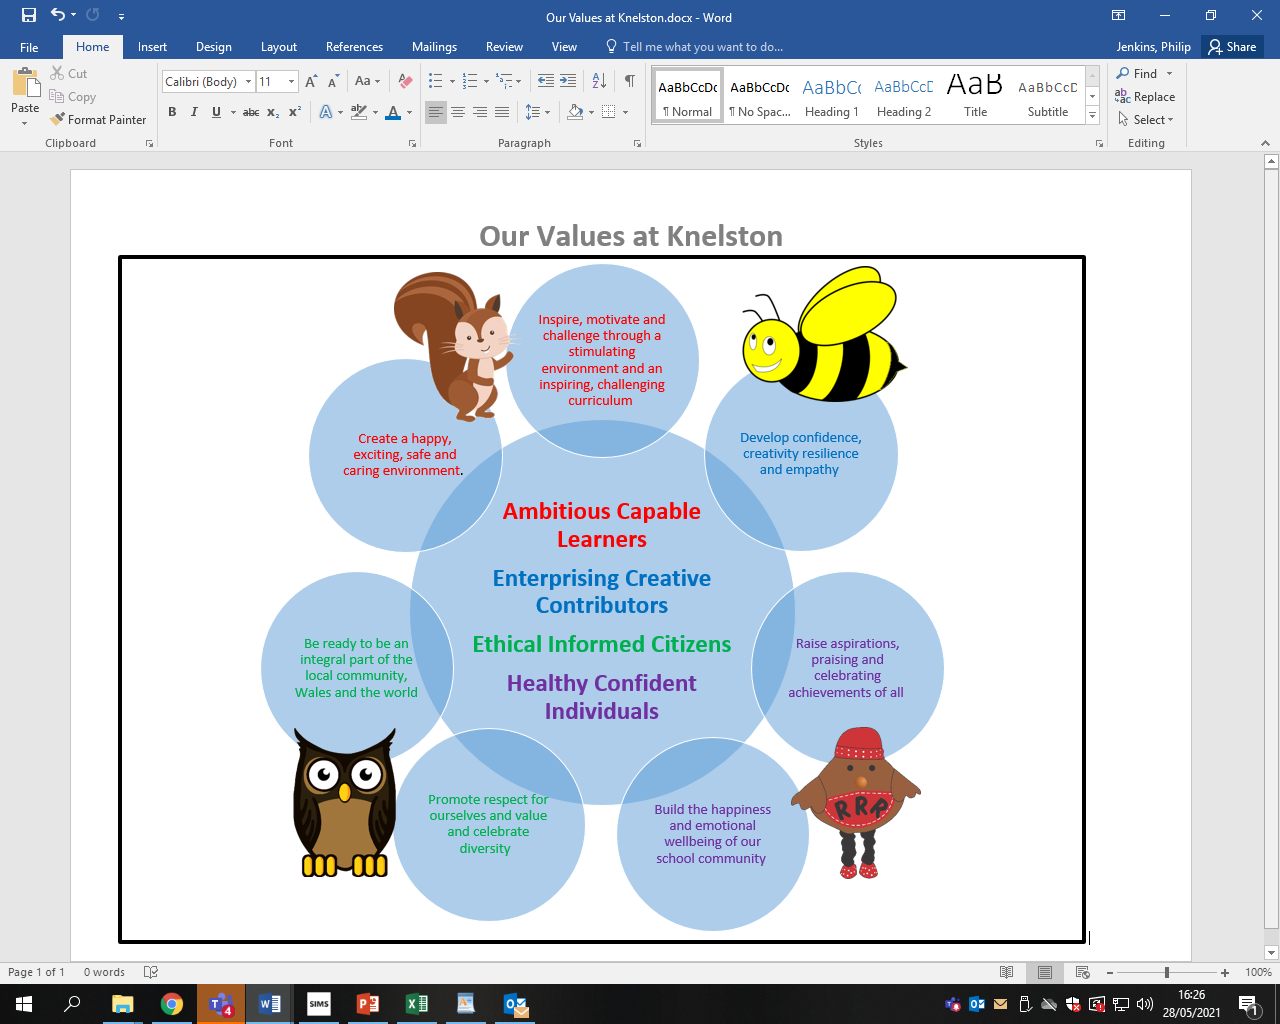 Our Values at Knelston.docx - Word
Jenkins, Philip
Share
File
Home
Insert
Design
Layout
References
Mailings
Review
View
Tell me what you want to do...
Paste
Cut
Copy
Format Painter
Clipboard
Calibri (Body)
11
Font
Paragraph
AaBbCcDc
¶ Normal
AaBbCcDc
¶ No Spac...
AaBbCc
Heading 1
AaBbCcD
Heading 2
AaB
Title
AaBbCcD
Subtitle
Styles
Find
Replace
Select
Editing
Our Values at Knelston
Inspire, motivate and
challenge through a
stimulating
environment and an
inspiring, challenging
curriculum
Create a happy,
exciting, safe and
caring environment.
Develop confidence,
creativity resilience
and empathy
Ambitious Capable
Learners
Enterprising Creative
Contributors
Ethical Informed Citizens
Healthy Confident
Individuals
Be ready to be an
integral part of the
local community,
Wales and the world
Raise aspirations,
praising and
celebrating
achievements of all
Promote respect for
ourselves and value
and celebrate
diversity
Build the happiness
and emotional
wellbeing of our
school community
RRR
Page 1 of 1
0 words
100%
4
SIMS
16:26
28/05/2021
1